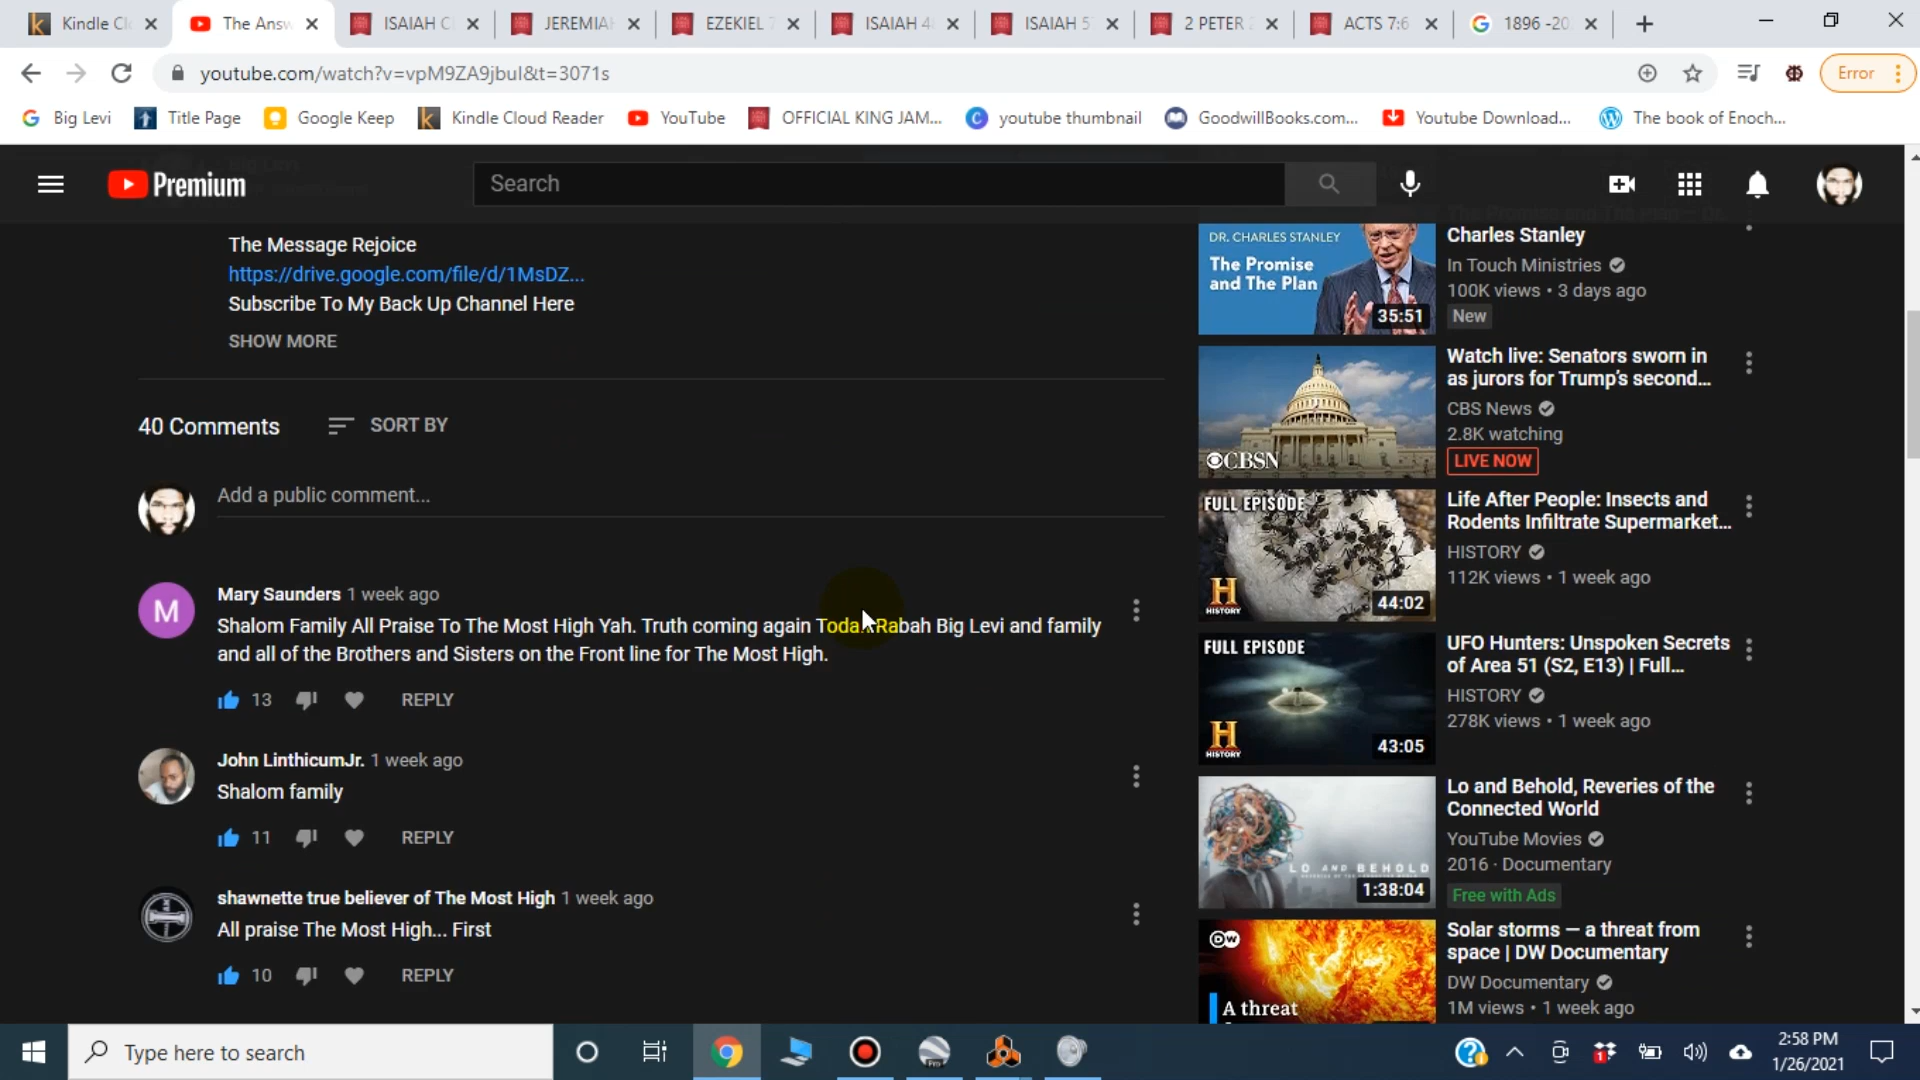 Kindle Cl
The Answ
ISAIAH C
JEREMIAH
EZEKIEL 7
ISAIAH 4
ISAIAH 5
2 PETER 2
ACTS 7:6
1896 -20
youtube.com/watch?v=vpM9ZA9jbuI&t=3071s
Error
Big Levi
Title Page
Google Keep
Kindle Cloud Reader
YouTube
OFFICIAL KING JAM...
youtube thumbnail
GoodwillBooks.com...
Youtube Download...
The book of Enoch...
Premium
Search
The Message Rejoice
https://drive.google.com/file/d/1MsDZ...
Subscribe To My Back Up Channel Here
SHOW MORE
40 Comments
SORT BY
Add a public comment...
Mary Saunders 1 week ago
Shalom Family All Praise To The Most High Yah. Truth coming again Rabah Big Levi and family
and all of the Brothers and Sisters on the Front line for The Most High.
13
REPLY
John LinthicumJr. 1 week ago
Shalom family
11
REPLY
shawnette true believer of The Most High 1 week ago
All praise The Most High... First
10
REPLY
DR. CHARLES STANLEY
The Promise
and The Plan
35:51
Charles Stanley
In Touch Ministries
100K views • 3 days ago
New
CBSN
Watch live: Senators sworn in
as jurors for Trump's second...
CBS News
2.8K watching
LIVE NOW
FULL EPISODE
H
HISTORY
44:02
Life After People: Insects and
Rodents Infiltrate Supermarket...
HISTORY
112K views • 1 week ago
FULL EPISODE
H
HISTORY
43:05
UFO Hunters: Unspoken Secrets
of Area 51 (S2, E13) | Full...
HISTORY
278K views • 1 week ago
LO AND BEHOLD
1:38:04
Lo and Behold, Reveries of the
Connected World
YouTube Movies
2016 · Documentary
Free with Ads
DW
A threat
Solar storms — a threat from
space | DW Documentary
DW Documentary
1M views • 1 week ago
Type here to search
2:58 PM
1/26/2021